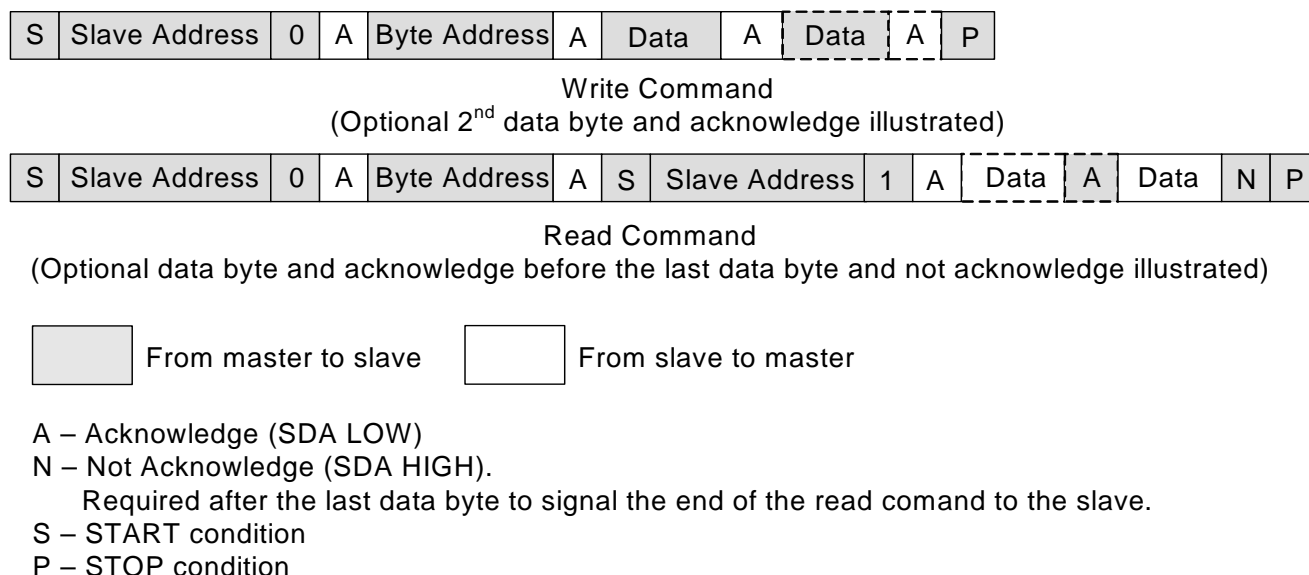 S Slave Address 0 A Byte Address A Data A Data A P
Write Command
(Optional 2nd data byte and acknowledge illustrated)
S Slave Address 0 A Byte Address A S Slave Address 1 A Data A Data N P
Read Command
(Optional data byte and acknowledge before the last data byte and not acknowledge illustrated)
From master to slave From slave to master
A – Acknowledge (SDA LOW)
N – Not Acknowledge (SDA HIGH).
Required after the last data byte to signal the end of the read comand to the slave.
S – START condition
P – STOP condition